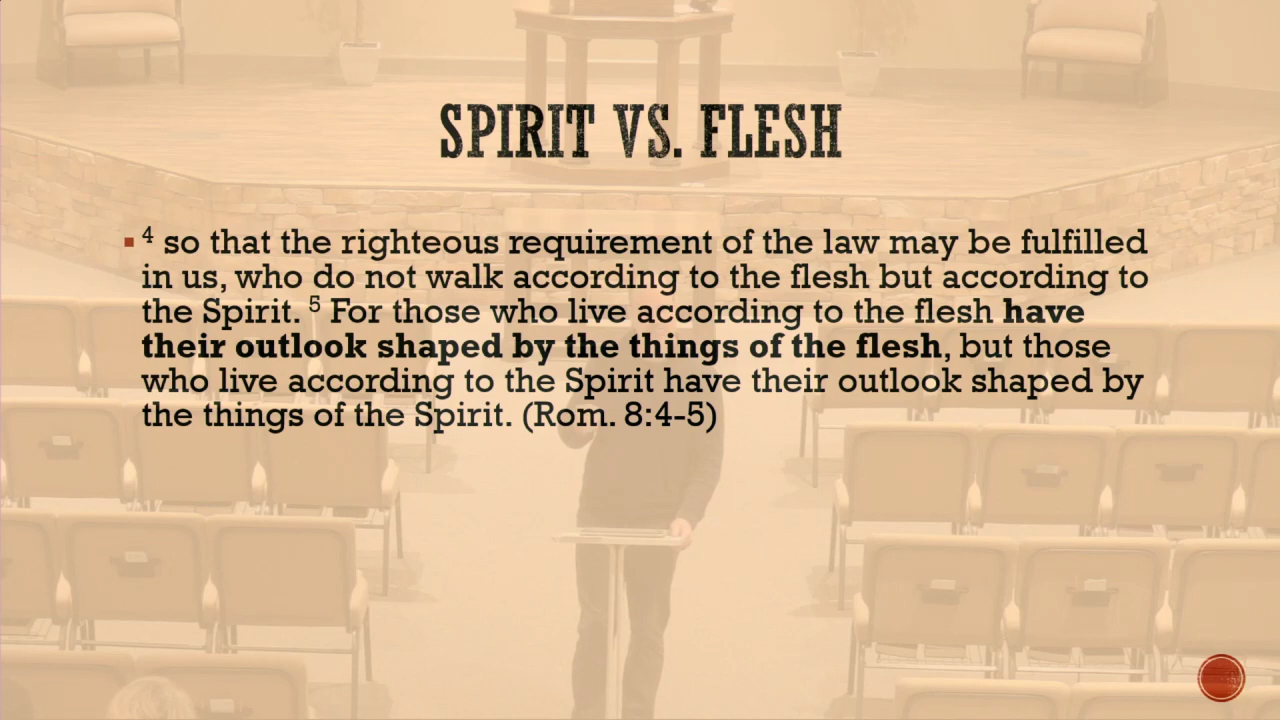 SPIRIT VS. FLESH
▪ ⁴ so that the righteous requirement of the law may be fulfilled
in us, who do not walk according to the flesh but according to
the Spirit. ⁵ For those who live according to the flesh have
their outlook shaped by the things of the flesh, but those
who live according to the Spirit have their outlook shaped by
the things of the Spirit. (Rom. 8:4-5)